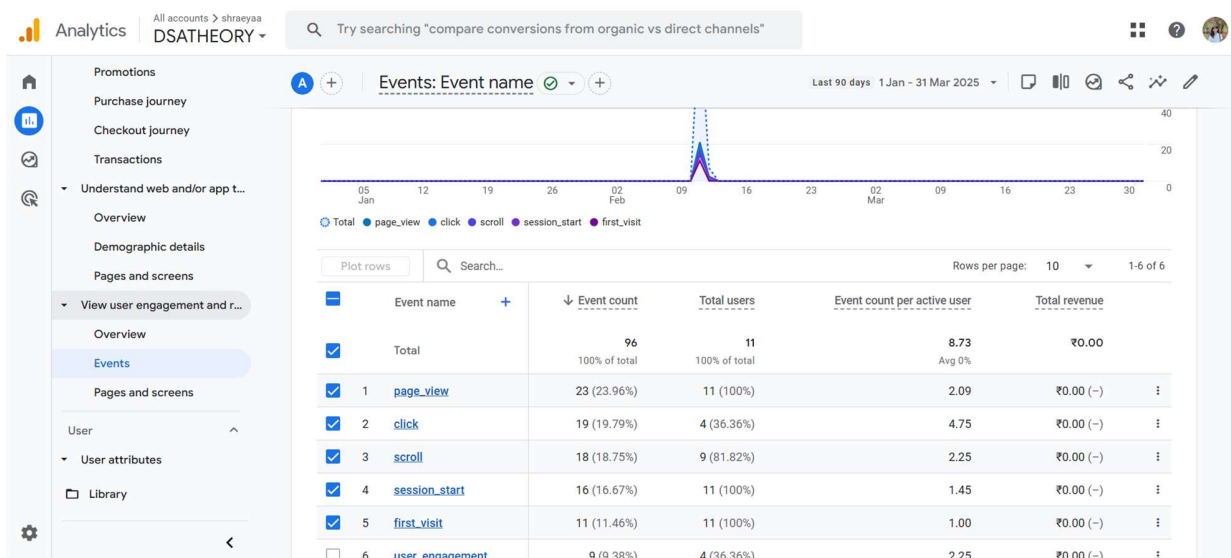 Analytics
All accounts > shraeyaa
DSATHEORY
Try searching "compare conversions from organic vs direct channels"
Promotions
Purchase journey
Checkout journey
Transactions
Understand web and/or app t...
Overview
Demographic details
Pages and screens
View user engagement and r...
Overview
Events
Pages and screens
User
User attributes
Library
A
Events: Event name
Last 90 days 1 Jan - 31 Mar 2025
40
20
0
05 12 19 26 02 09 16 23 02 09 16 23 30
Jan Feb Mar
Total page_view click scroll session_start first_visit
Plot rows Search... Rows per page: 10 1-6 of 6
Event name + ↓ Event count Total users Event count per active user Total revenue
Total 96 11 8.73 ₹0.00
100% of total 100% of total Avg 0%
1 page_view 23 (23.96%) 11 (100%) 2.09 ₹0.00 (–)
2 click 19 (19.79%) 4 (36.36%) 4.75 ₹0.00 (–)
3 scroll 18 (18.75%) 9 (81.82%) 2.25 ₹0.00 (–)
4 session_start 16 (16.67%) 11 (100%) 1.45 ₹0.00 (–)
5 first_visit 11 (11.46%) 11 (100%) 1.00 ₹0.00 (–)
6 user_engagement 9 (9.38%) 4 (36.36%) 2.25 ₹0.00 (–)